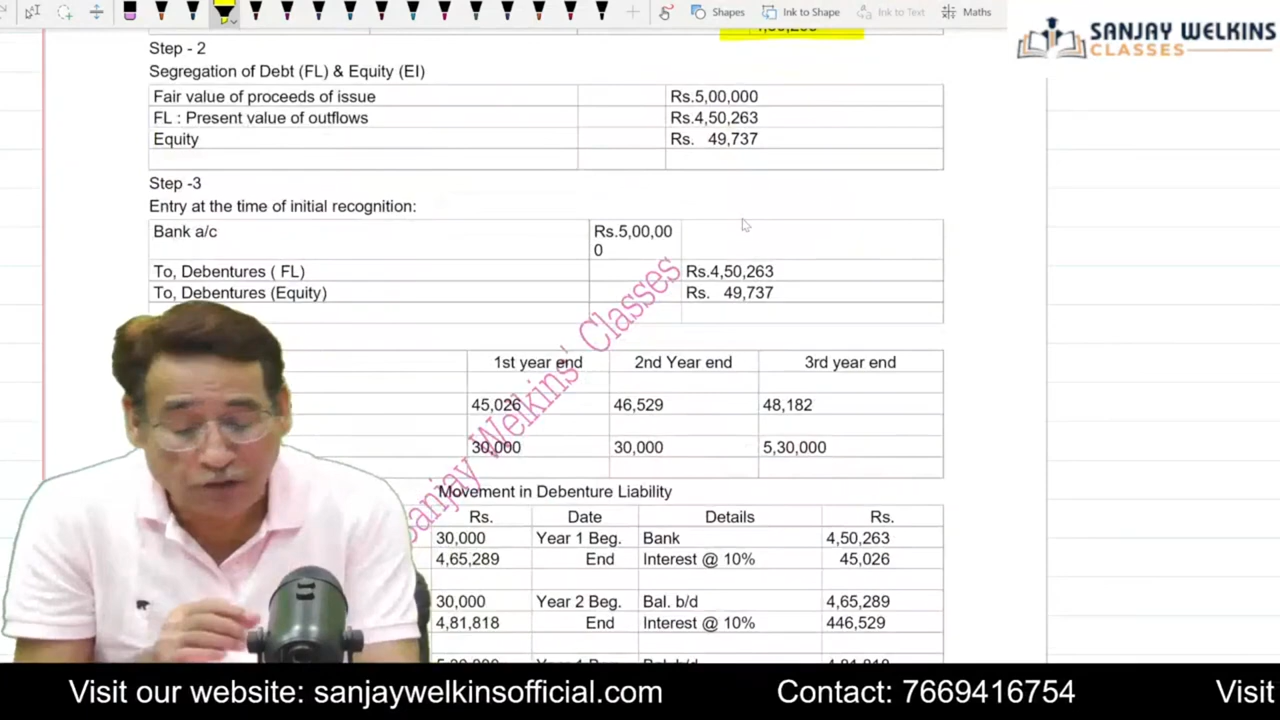 Shapes Ink to Shape Ink to Text Maths
SANJAY WELKINS
CLASSES
Step - 2
Segregation of Debt (FL) & Equity (EI)
Fair value of proceeds of issue Rs.5,00,000
FL : Present value of outflows Rs.4,50,263
Equity Rs. 49,737
Step -3
Entry at the time of initial recognition:
Bank a/c Rs.5,00,00
0
To, Debentures ( FL) Rs.4,50,263
To, Debentures (Equity) Rs. 49,737
Sanjay Welkins' Classes
1st year end 2nd Year end 3rd year end
45,026 46,529 48,182
30,000 30,000 5,30,000
Movement in Debenture Liability
Rs. Date Details Rs.
30,000 Year 1 Beg. Bank 4,50,263
4,65,289 End Interest @ 10% 45,026
30,000 Year 2 Beg. Bal. b/d 4,65,289
4,81,818 End Interest @ 10% 446,529
Visit our website: sanjaywelkinsofficial.com Contact: 7669416754 Visit